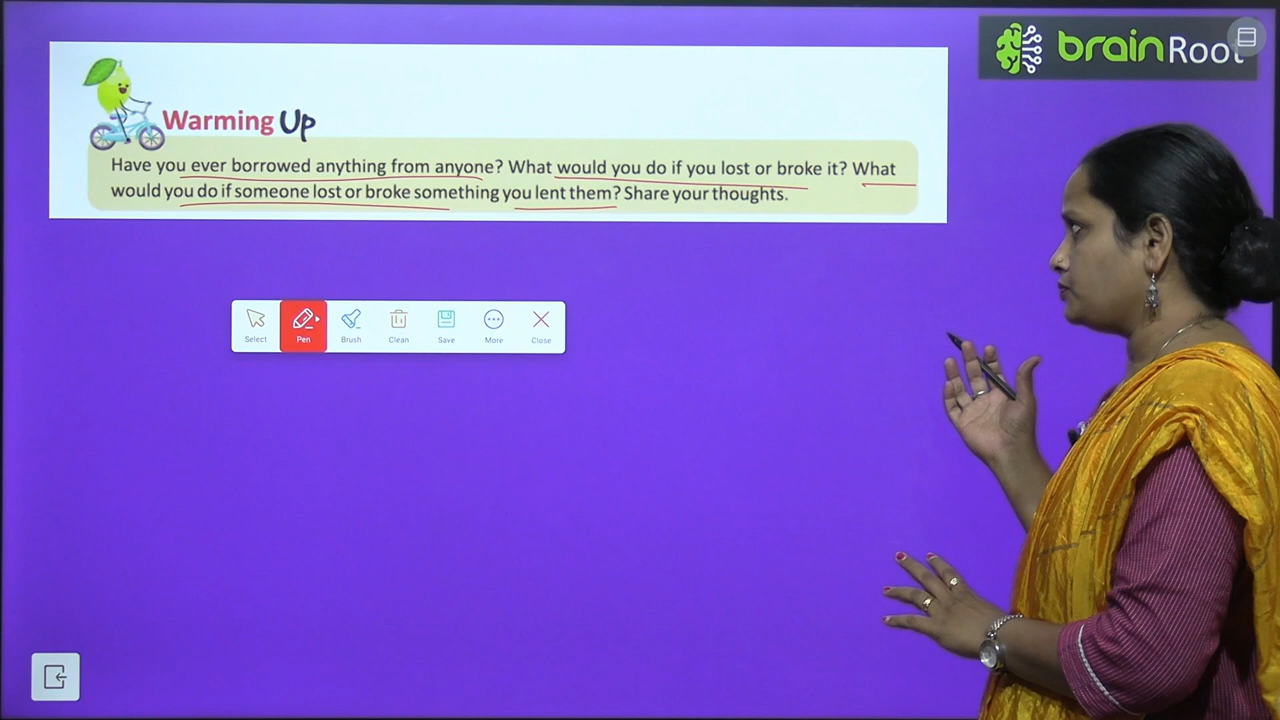 brainRoot
Warming Up
Have you ever borrowed anything from anyone? What would you do if you lost or broke it? What
would you do if someone lost or broke something you lent them? Share your thoughts.
Select Pen Brush Clean Save More Close